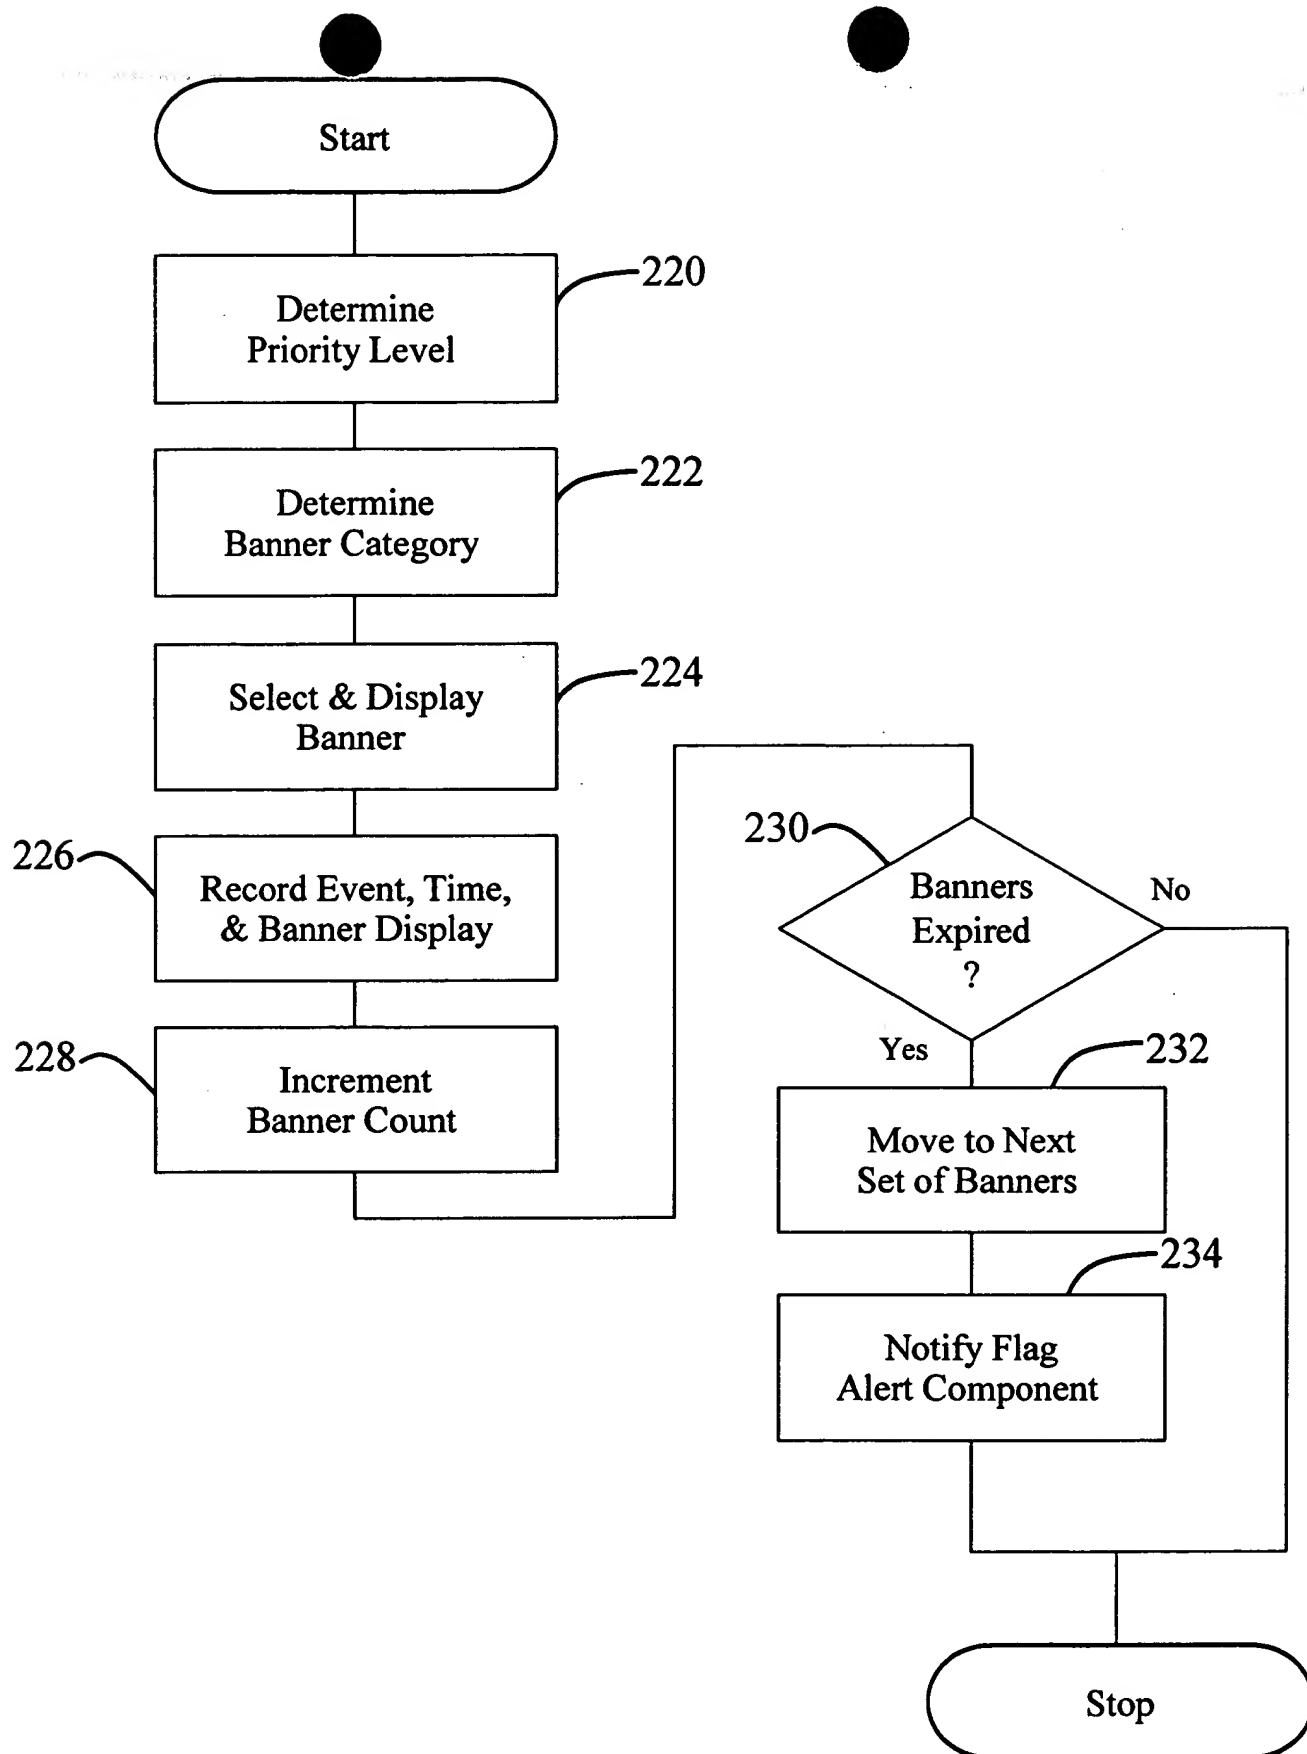 Start
220
Determine
Priority Level
222
Determine
Banner Category
224
Select & Display
Banner
226
Record Event, Time,
& Banner Display
228
Increment
Banner Count
230
Banners
Expired
?
No
Yes
232
Move to Next
Set of Banners
234
Notify Flag
Alert Component
Stop